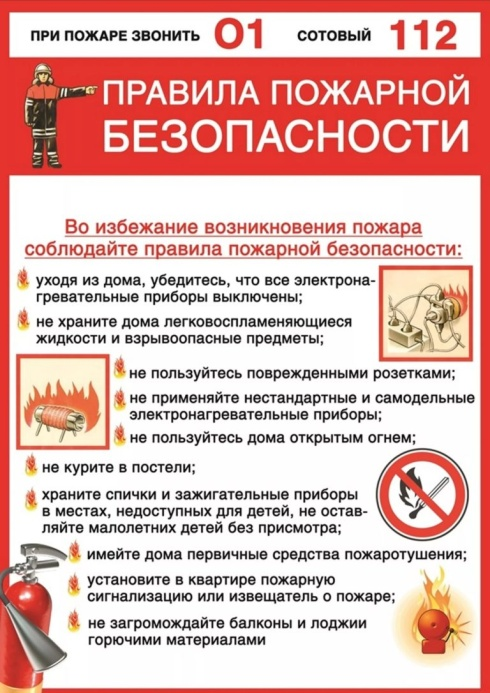 ПРИ ПОЖАРЕ ЗВОНИТЬ 01 СОТОВЫЙ 112
ПРАВИЛА ПОЖАРНОЙ
БЕЗОПАСНОСТИ
Во избежание возникновения пожара
соблюдайте правила пожарной безопасности:
уходя из дома, убедитесь, что все электрона-
гревательные приборы выключены;
не храните дома легковоспламеняющиеся
жидкости и взрывоопасные предметы;
не пользуйтесь поврежденными розетками;
не применяйте нестандартные и самодельные
электронагревательные приборы;
не пользуйтесь дома открытым огнем;
не курите в постели;
храните спички и зажигательные приборы
в местах, недоступных для детей, не остав-
ляйте малолетних детей без присмотра;
имейте дома первичные средства пожаротушения;
установите в квартире пожарную
сигнализацию или извещатель о пожаре;
не загромождайте балконы и лоджии
горючими материалами